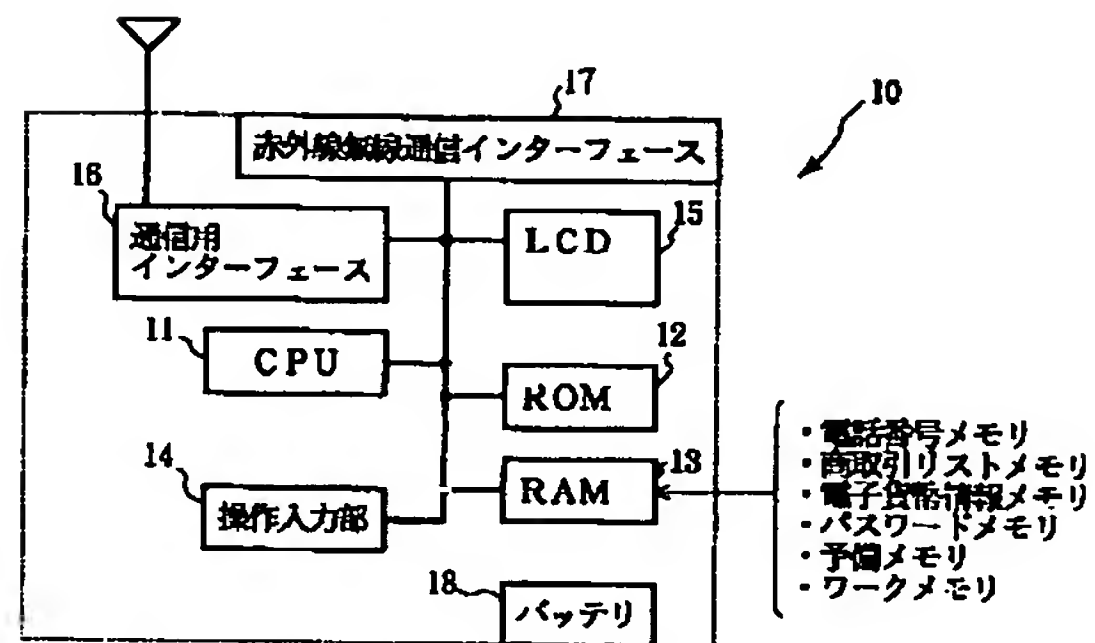 17
10
赤外線無線通信インターフェース
16
通信用
インターフェース
15
LCD
11
CPU
12
ROM
14
操作入力部
13
RAM
・電話番号メモリ
・商取引リストメモリ
・電子貨幣情報メモリ
・パスワードメモリ
・予備メモリ
・ワークメモリ
18
バッテリ